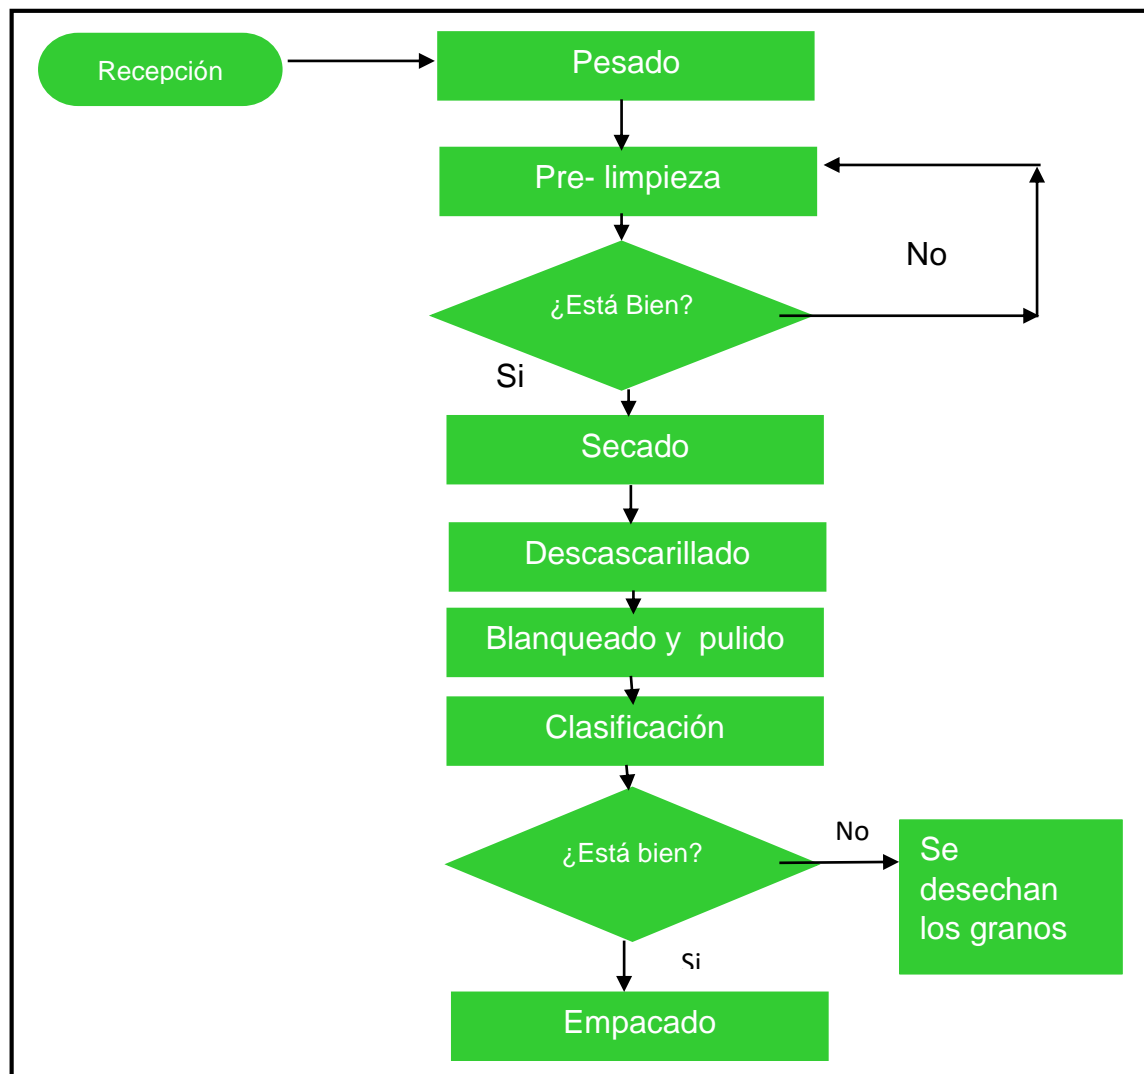 Recepción
Pesado
Pre- limpieza
¿Está Bien?
No
Si
Secado
Descascarillado
Blanqueado y  pulido
Clasificación
¿Está bien?
No
Se
desechan
los granos
Si
Empacado